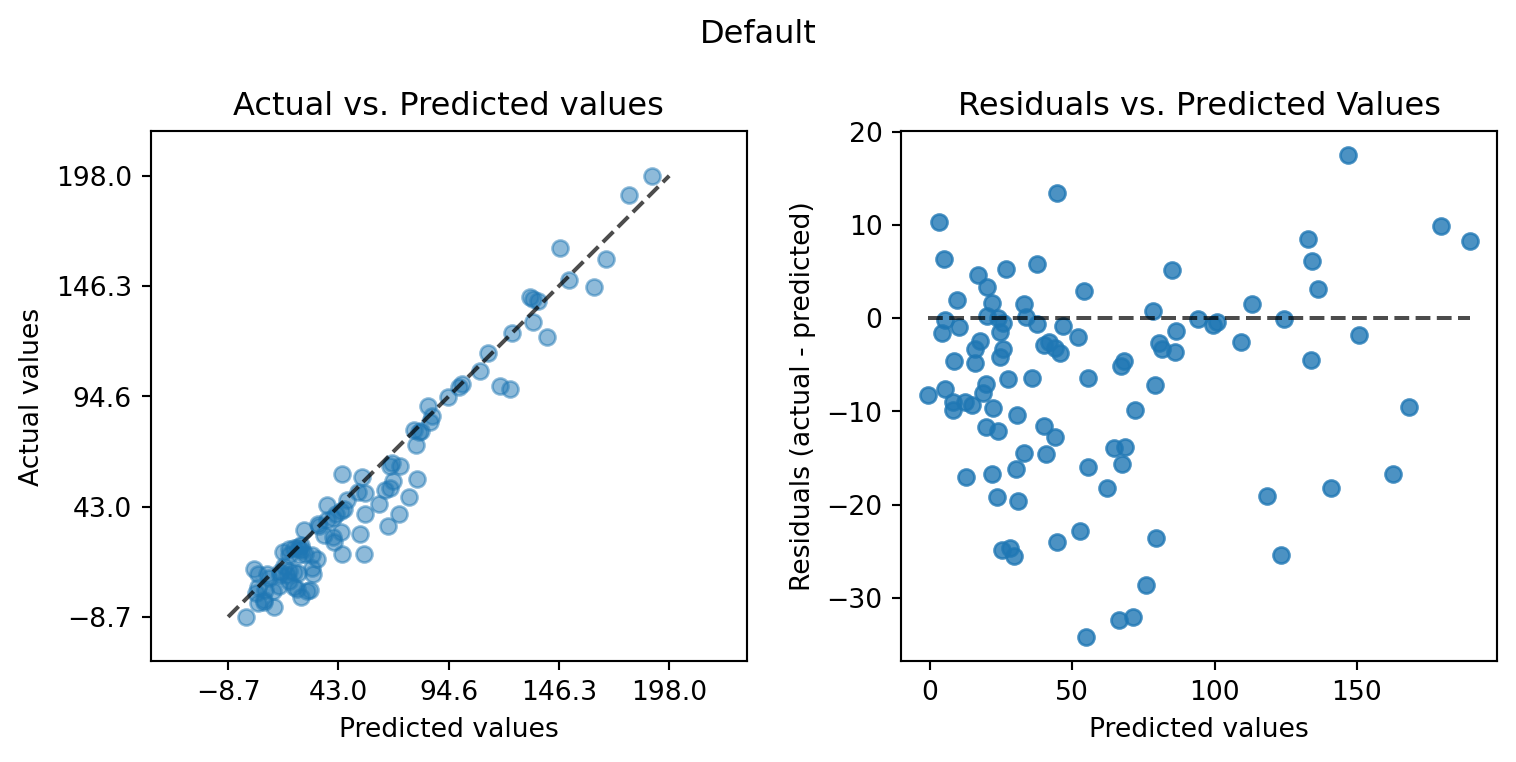 Default
Actual vs. Predicted values
198.0
146.3
94.6
43.0
−8.7
Actual values
−8.7 43.0 94.6 146.3 198.0
Predicted values
Residuals vs. Predicted Values
20
10
0
−10
−20
−30
Residuals (actual - predicted)
0 50 100 150
Predicted values